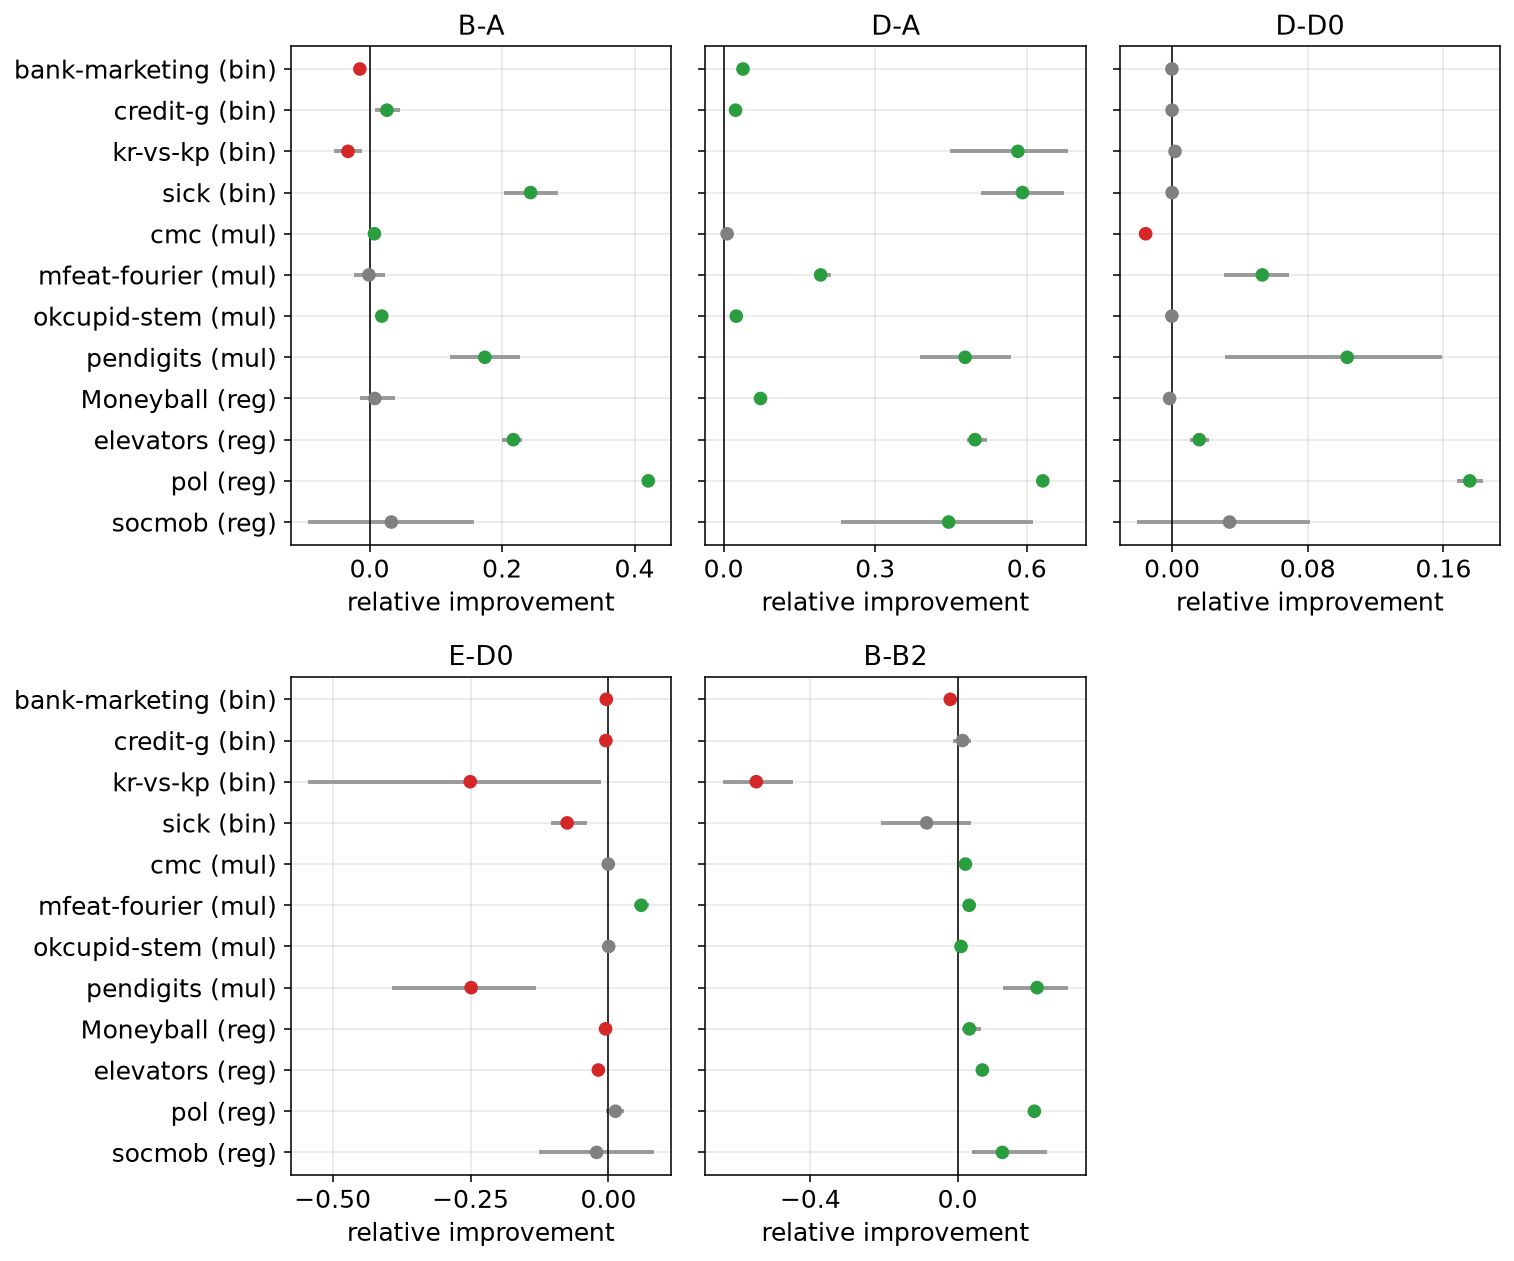 B-A
D-A
D-D0
bank-marketing (bin)
credit-g (bin)
kr-vs-kp (bin)
sick (bin)
cmc (mul)
mfeat-fourier (mul)
okcupid-stem (mul)
pendigits (mul)
Moneyball (reg)
elevators (reg)
pol (reg)
socmob (reg)
0.0 0.2 0.4
0.0 0.3 0.6
0.00 0.08 0.16
relative improvement
relative improvement
relative improvement
E-D0
B-B2
bank-marketing (bin)
credit-g (bin)
kr-vs-kp (bin)
sick (bin)
cmc (mul)
mfeat-fourier (mul)
okcupid-stem (mul)
pendigits (mul)
Moneyball (reg)
elevators (reg)
pol (reg)
socmob (reg)
−0.50 −0.25 0.00
−0.4 0.0
relative improvement
relative improvement